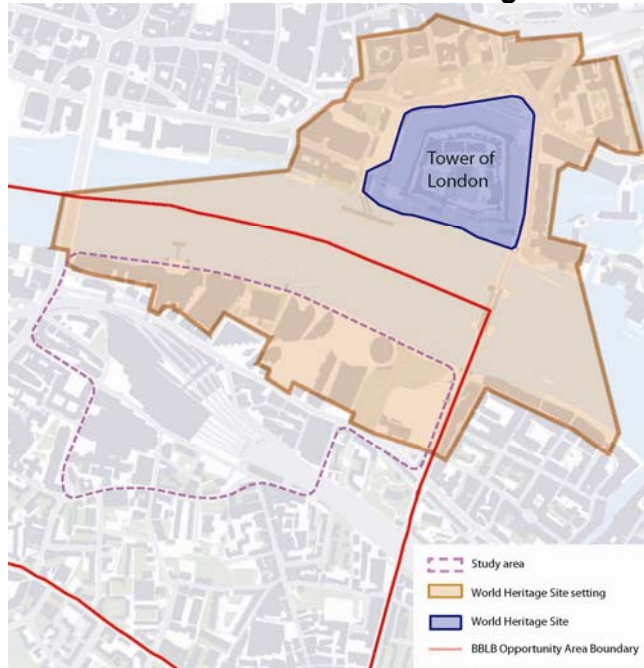 Tower of
London
Study area
World Heritage Site setting
World Heritage Site
BBLB Opportunity Area Boundary